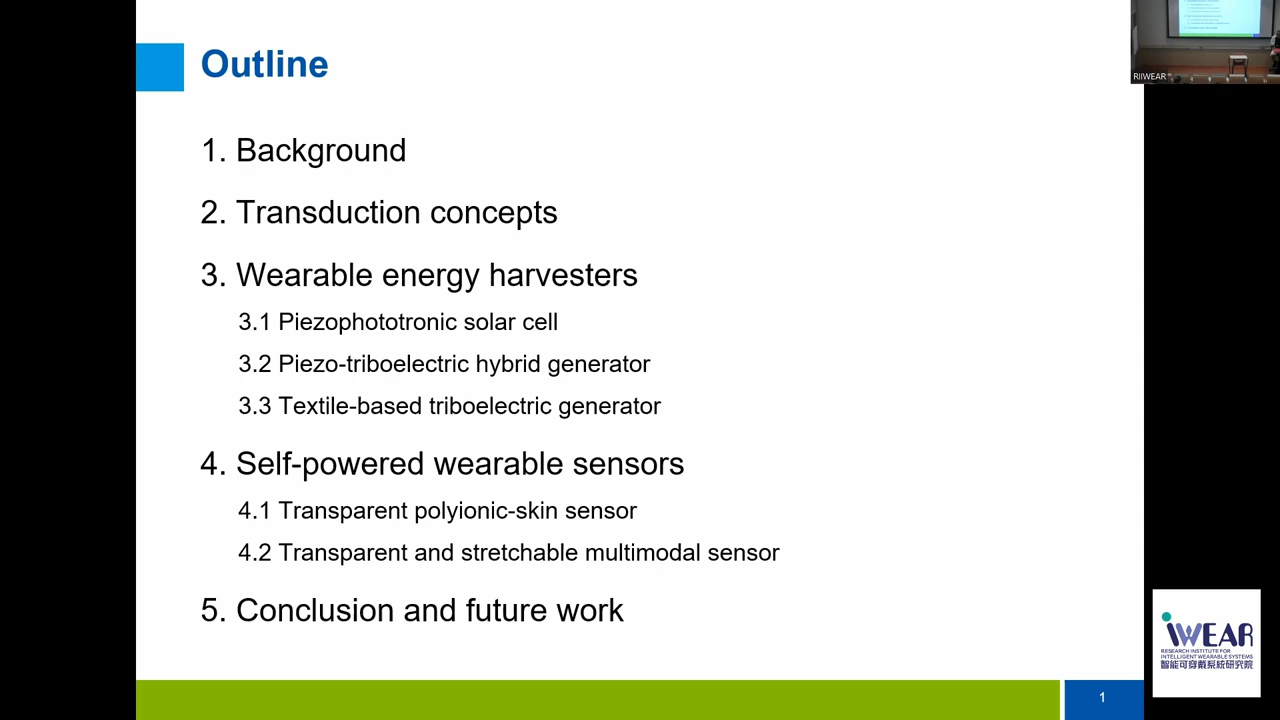 Outline
1. Background
2. Transduction concepts
3. Wearable energy harvesters
3.1 Piezophototronic solar cell
3.2 Piezo-triboelectric hybrid generator
3.3 Textile-based triboelectric generator
4. Self-powered wearable sensors
4.1 Transparent polyionic-skin sensor
4.2 Transparent and stretchable multimodal sensor
5. Conclusion and future work
1
RIIWEAR
iWEAR
RESEARCH INSTITUTE FOR
INTELLIGENT WEARABLE SYSTEMS
智能可穿戴系統研究院